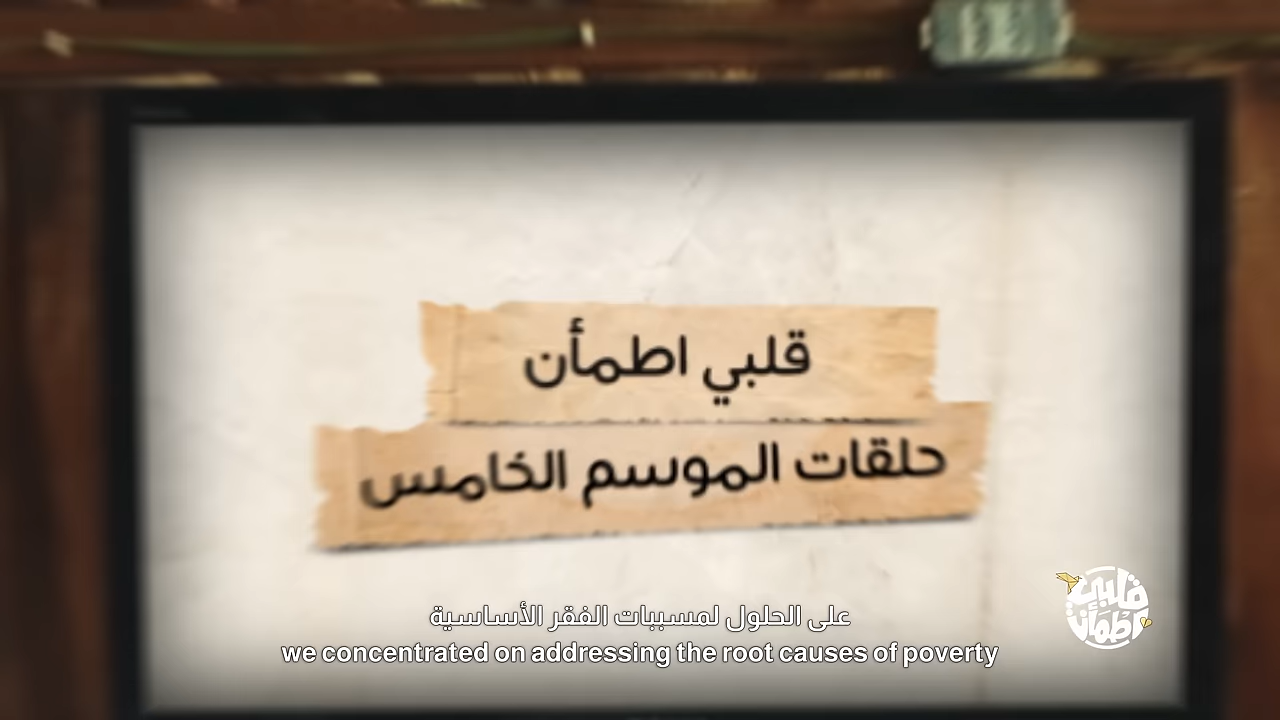 قلبي اطمأن
حلقات الموسم الخامس
على الحلول لمسببات الفقر الأساسية
we concentrated on addressing the root causes of poverty
قلبي
اطمأن